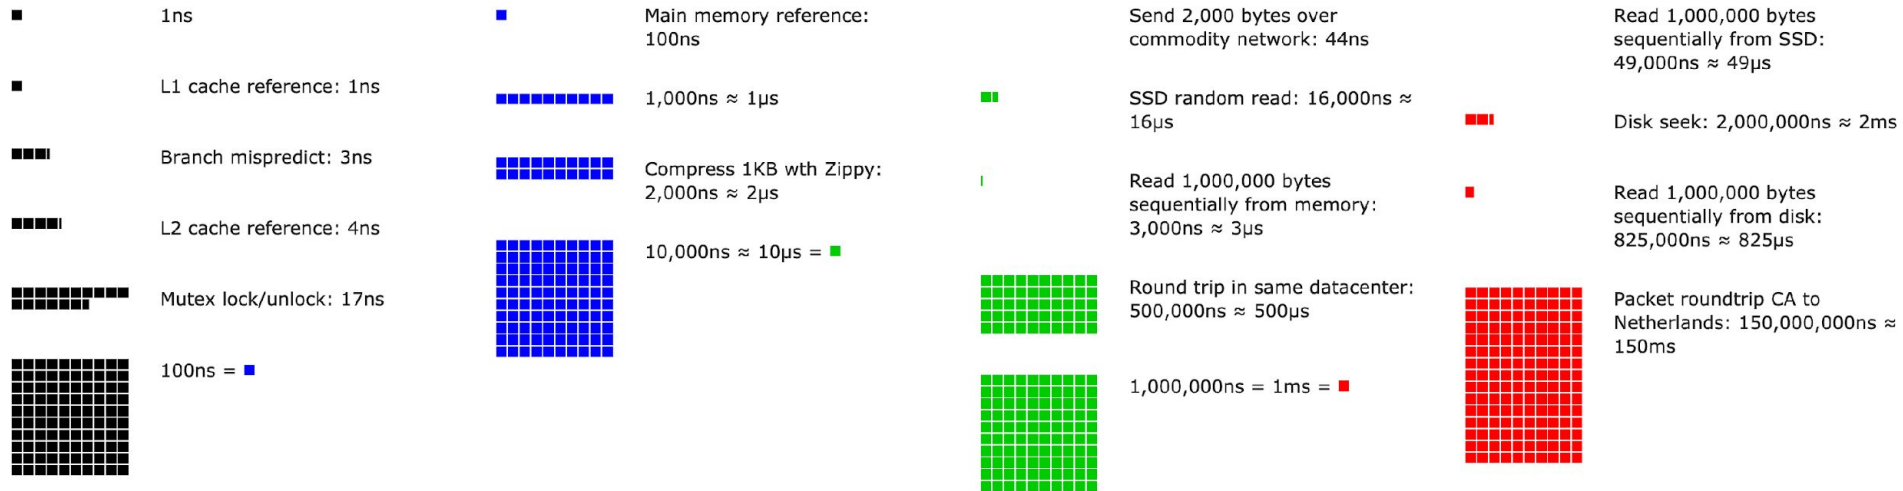 1ns
L1 cache reference: 1ns
Branch mispredict: 3ns
L2 cache reference: 4ns
Mutex lock/unlock: 17ns
100ns =
Main memory reference:
100ns
1,000ns ≈ 1μs
Compress 1KB wth Zippy:
2,000ns ≈ 2μs
10,000ns ≈ 10μs =
Send 2,000 bytes over
commodity network: 44ns
SSD random read: 16,000ns ≈
16μs
Read 1,000,000 bytes
sequentially from memory:
3,000ns ≈ 3μs
Round trip in same datacenter:
500,000ns ≈ 500μs
1,000,000ns = 1ms =
Read 1,000,000 bytes
sequentially from SSD:
49,000ns ≈ 49μs
Disk seek: 2,000,000ns ≈ 2ms
Read 1,000,000 bytes
sequentially from disk:
825,000ns ≈ 825μs
Packet roundtrip CA to
Netherlands: 150,000,000ns ≈
150ms